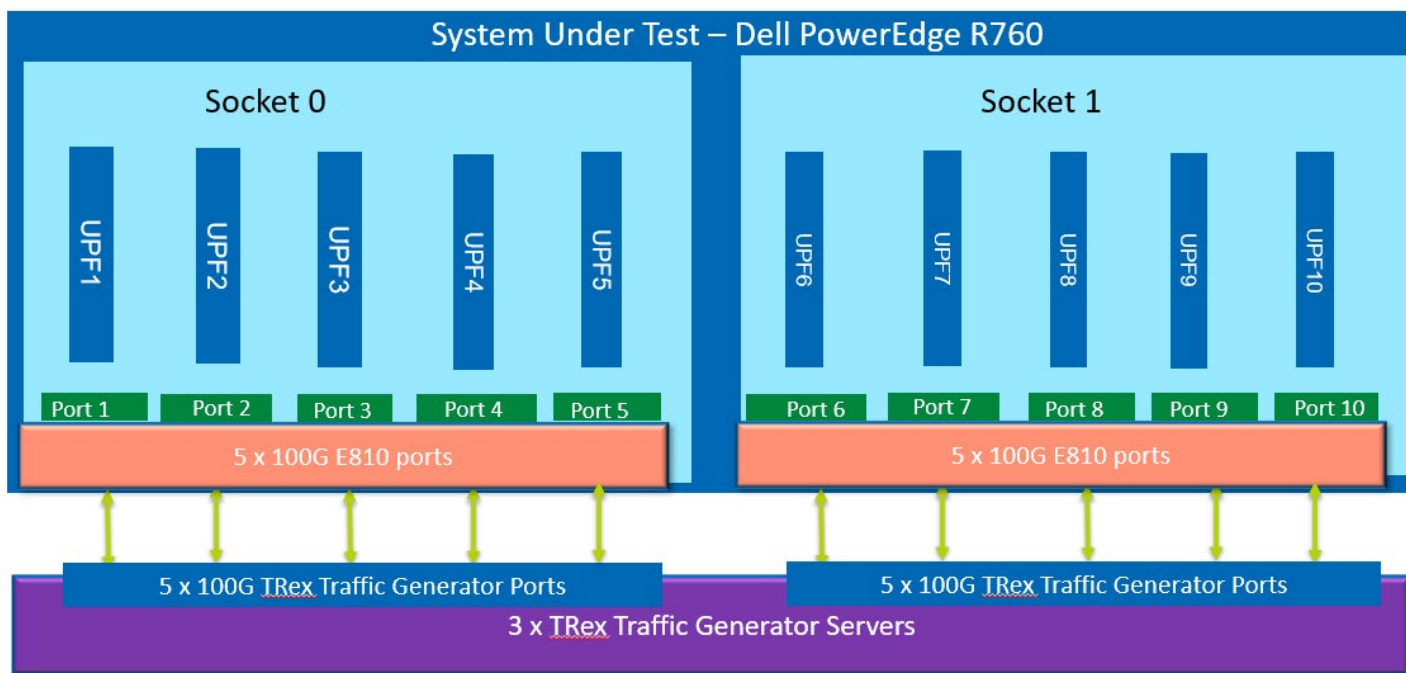 System Under Test – Dell PowerEdge R760
Socket 0
Socket 1
UPF1
UPF2
UPF3
UPF4
UPF5
UPF6
UPF7
UPF8
UPF9
UPF10
Port 1
Port 2
Port 3
Port 4
Port 5
Port 6
Port 7
Port 8
Port 9
Port 10
5 x 100G E810 ports
5 x 100G E810 ports
5 x 100G TRex Traffic Generator Ports
5 x 100G TRex Traffic Generator Ports
3 x TRex Traffic Generator Servers